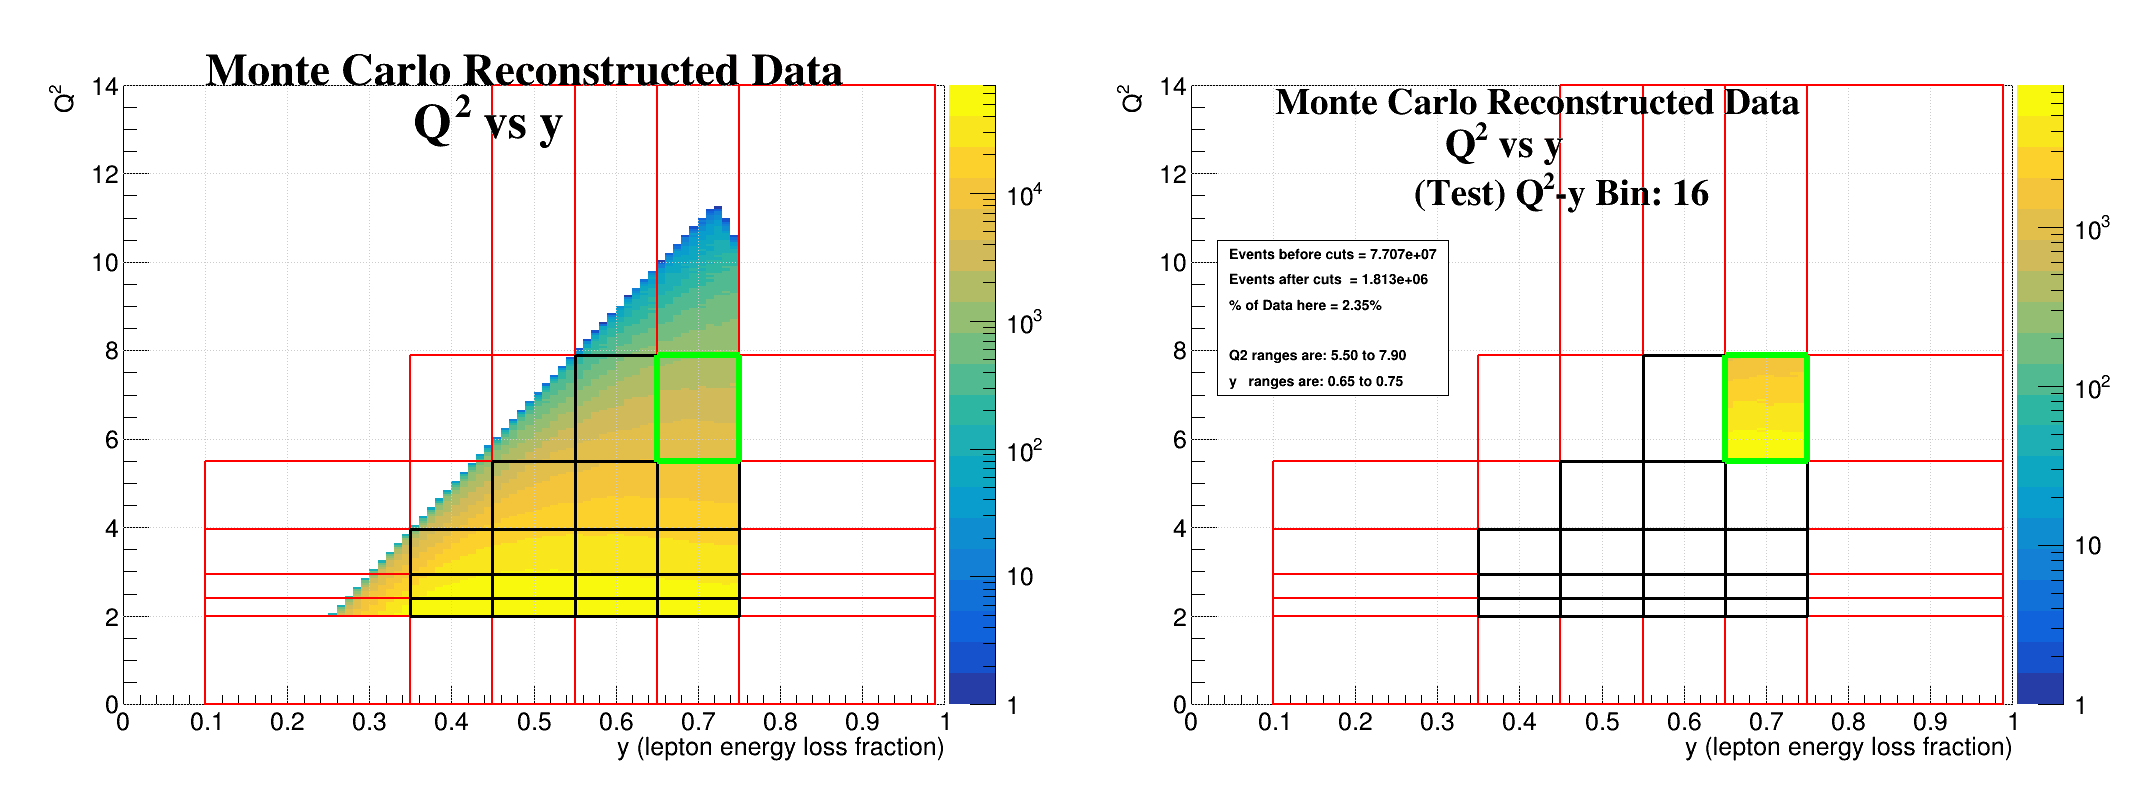 Monte Carlo Reconstructed Data
Q² vs y
Q²
14
12
10
8
6
4
2
0
0 0.1 0.2 0.3 0.4 0.5 0.6 0.7 0.8 0.9 1
y (lepton energy loss fraction)
10⁴
10³
10²
10
1
Monte Carlo Reconstructed Data
Q² vs y
(Test) Q²-y Bin: 16
Q²
14
12
10
8
6
4
2
0
Events before cuts = 7.707e+07
Events after cuts = 1.813e+06
% of Data here = 2.35%
Q2 ranges are: 5.50 to 7.90
y ranges are: 0.65 to 0.75
0 0.1 0.2 0.3 0.4 0.5 0.6 0.7 0.8 0.9 1
y (lepton energy loss fraction)
10³
10²
10
1